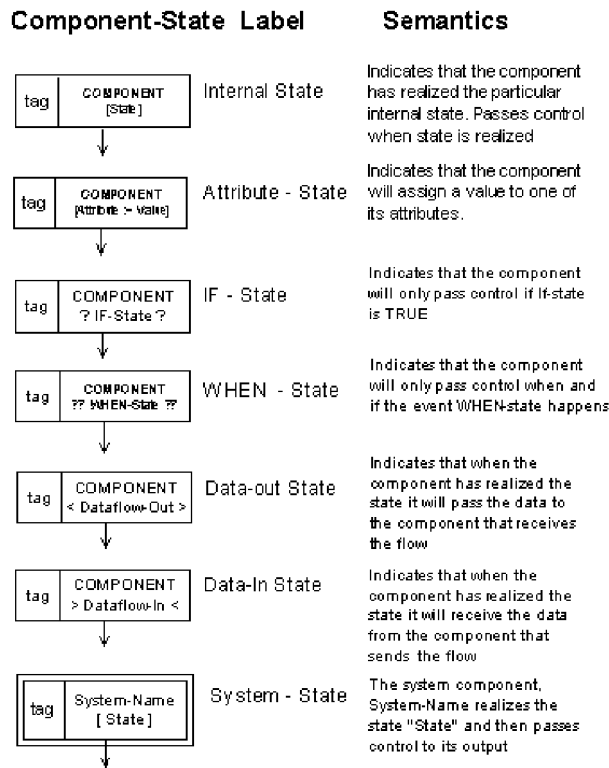 Component-State Label Semantics
tag
COMPONENT
[State]
Internal State
Indicates that the component
has realized the particular
internal state. Passes control
when state is realized
tag
COMPONENT
[Attribute := Value]
Attribute - State
Indicates that the component
will assign a value to one of
its attributes.
tag
COMPONENT
? IF-State ?
IF - State
Indicates that the component
will only pass control if If-state
is TRUE
tag
COMPONENT
?? WHEN-State ??
WHEN - State
Indicates that the component
will only pass control when and
if the event WHEN-state happens
tag
COMPONENT
< Dataflow-Out >
Data-out State
Indicates that when the
component has realized the
state it will pass the data to
the component that receives
the flow
tag
COMPONENT
> Dataflow-In <
Data-In State
Indicates that when the
component has realized the
state it will receive the data
from the component that
sends the flow
tag
System-Name
[ State ]
System - State
The system component,
System-Name realizes the
state "State" and then passes
control to its output